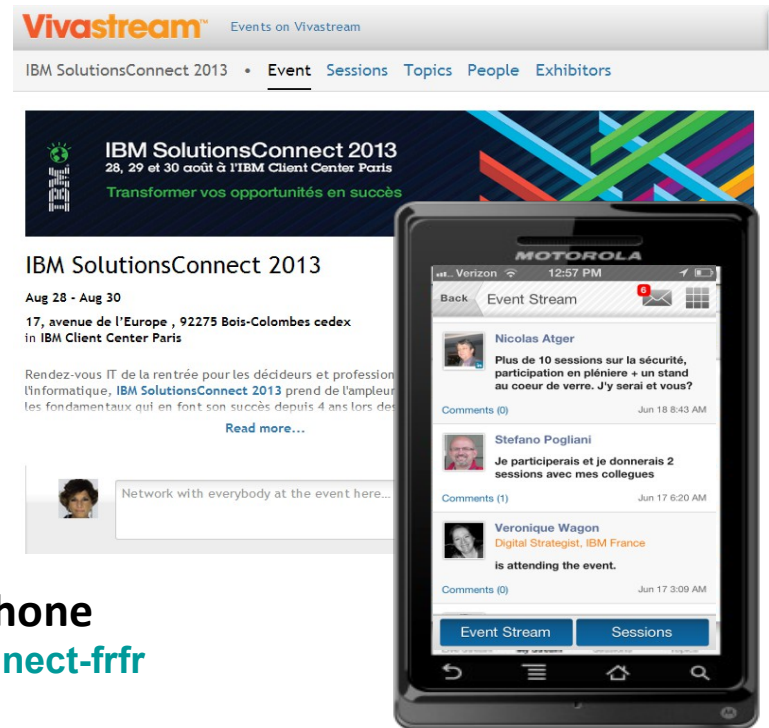 Vivastream™ Events on Vivastream
IBM SolutionsConnect 2013 • Event Sessions Topics People Exhibitors
IBM
IBM SolutionsConnect 2013
28, 29 et 30 août à l'IBM Client Center Paris
Transformer vos opportunités en succès
IBM SolutionsConnect 2013
Aug 28 - Aug 30
17, avenue de l'Europe , 92275 Bois-Colombes cedex
in IBM Client Center Paris
Rendez-vous IT de la rentrée pour les décideurs et profession
l'informatique, IBM SolutionsConnect 2013 prend de l'ampleur
les fondamentaux qui en font son succès depuis 4 ans lors des
Read more...
Network with everybody at the event here...
MOTOROLA
Verizon 12:57 PM
Back Event Stream 6
Nicolas Atger
Plus de 10 sessions sur la sécurité,
participation en plénière + un stand
au coeur de verre. J'y serai et vous?
Comments (0) Jun 18 8:43 AM
Stefano Pogliani
Je participerais et je donnerais 2
sessions avec mes collegues
Comments (1) Jun 17 6:20 AM
Veronique Wagon
Digital Strategist, IBM France
is attending the event.
Comments (0) Jun 17 3:09 AM
Event Stream Sessions
hone
nect-frfr